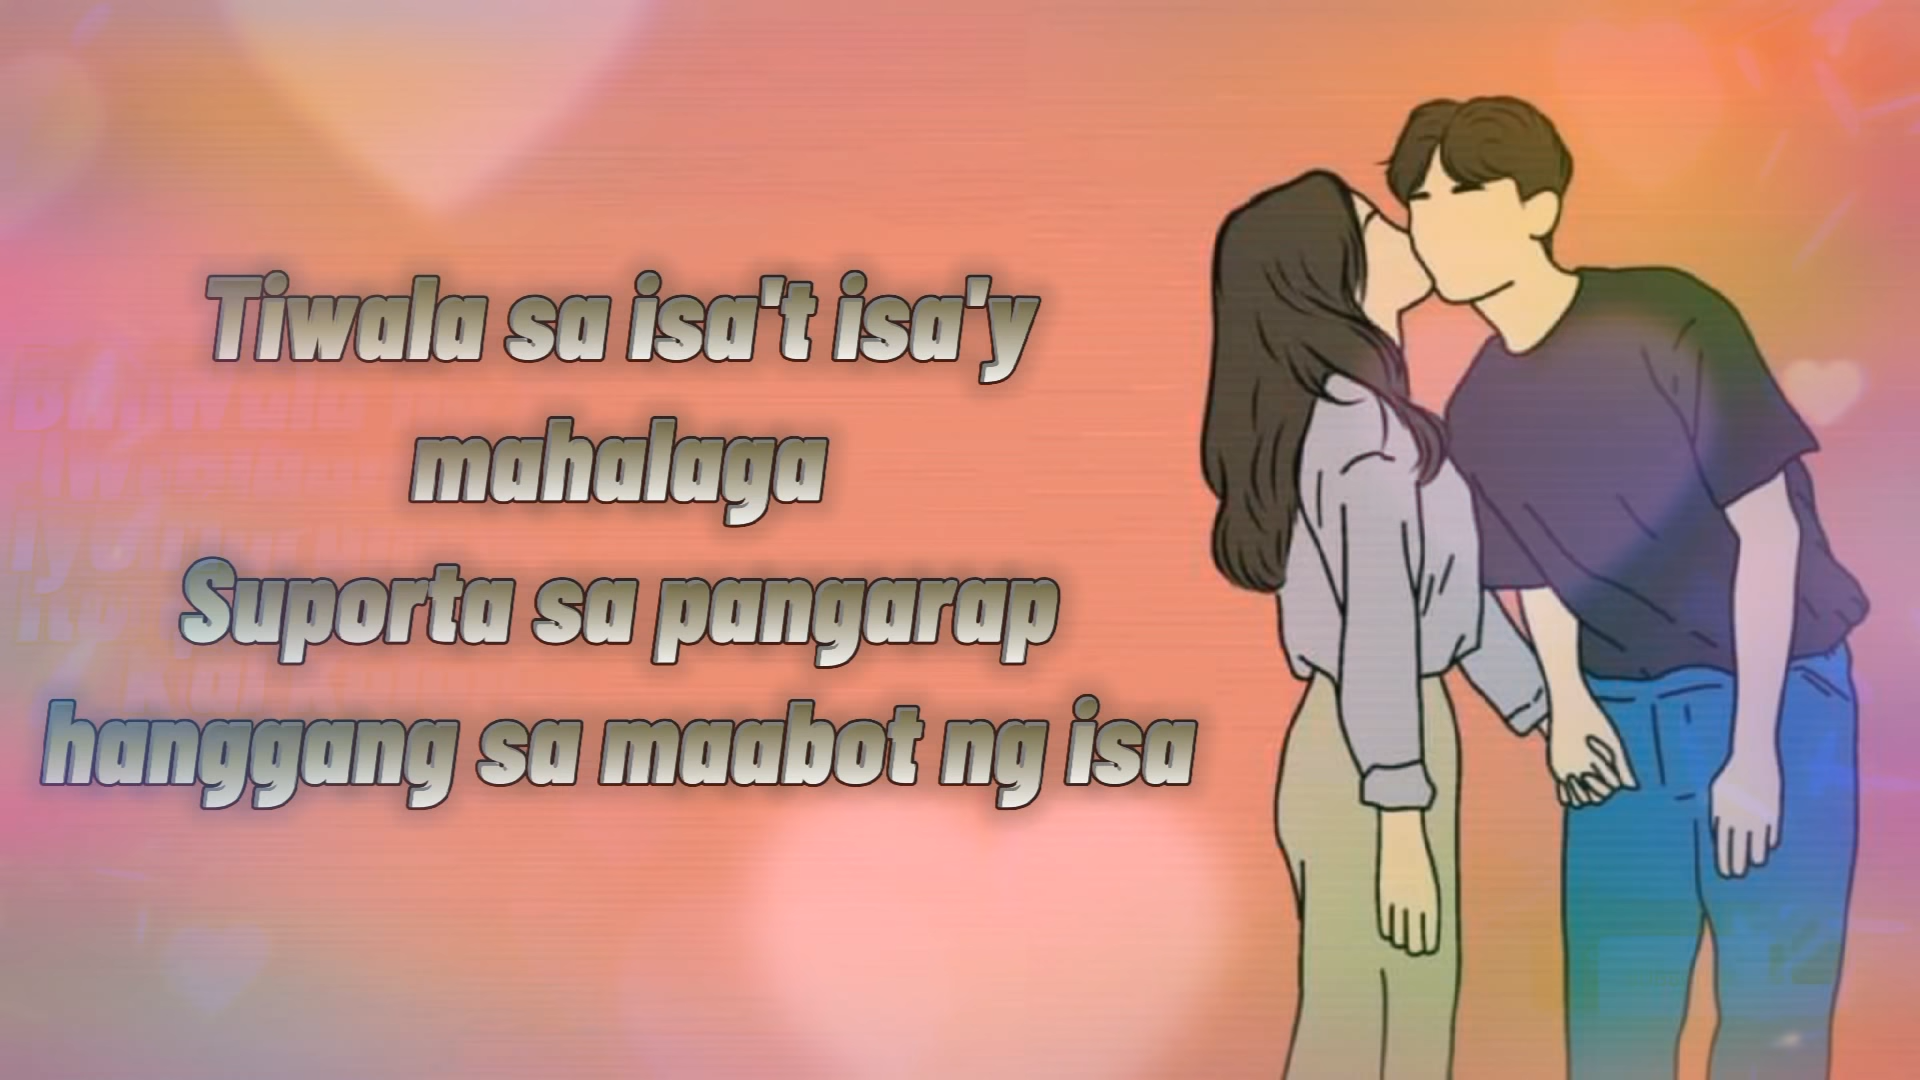 Tiwala sa isa't isa'y
mahalaga
Suporta sa pangarap
hanggang sa maabot ng isa